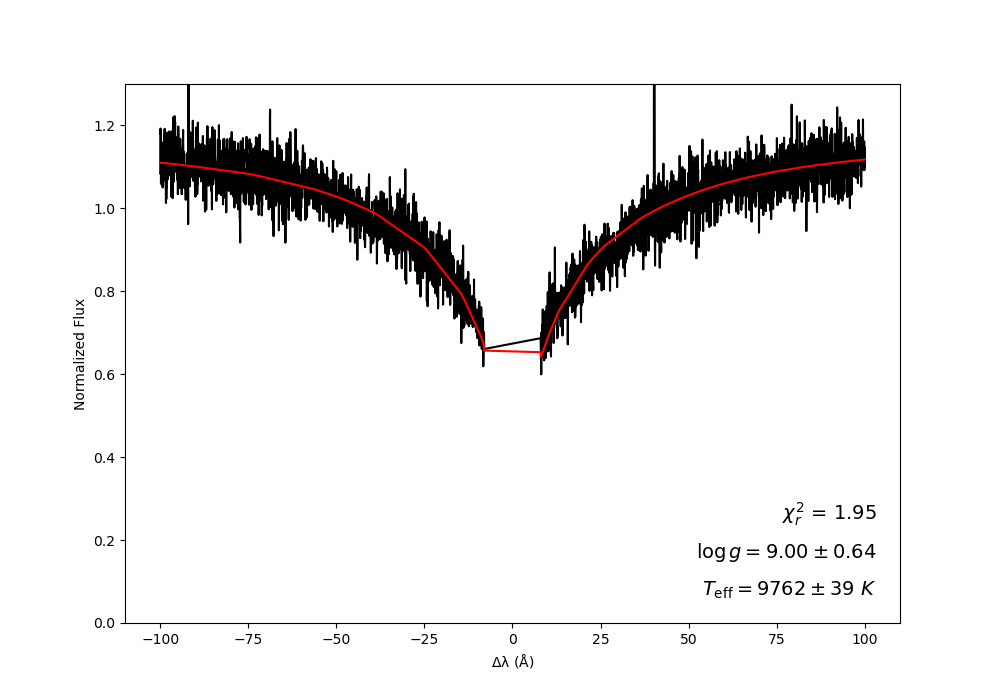 1.2
1.0
0.8
0.6
0.4
0.2
0.0
Normalized Flux
χ²ᵣ = 1.95
log g = 9.00 ± 0.64
T_eff = 9762 ± 39 K
−100 −75 −50 −25 0 25 50 75 100
Δλ (Å)